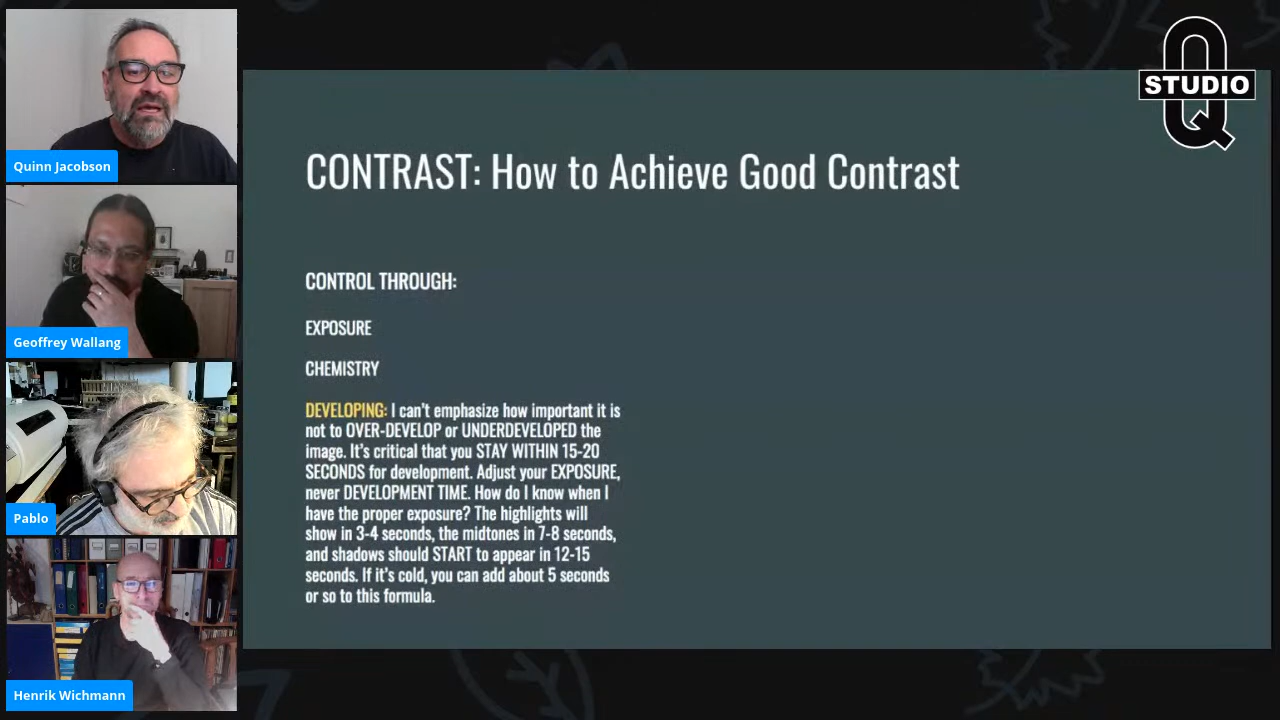 Quinn Jacobson
Geoffrey Wallang
Pablo
Henrik Wichmann
STUDIO
Q
CONTRAST: How to Achieve Good Contrast
CONTROL THROUGH:
EXPOSURE
CHEMISTRY
DEVELOPING: I can't emphasize how important it is
not to OVER-DEVELOP or UNDERDEVELOPED the
image. It's critical that you STAY WITHIN 15-20
SECONDS for development. Adjust your EXPOSURE,
never DEVELOPMENT TIME. How do I know when I
have the proper exposure? The highlights will
show in 3-4 seconds, the midtones in 7-8 seconds,
and shadows should START to appear in 12-15
seconds. If it's cold, you can add about 5 seconds
or so to this formula.